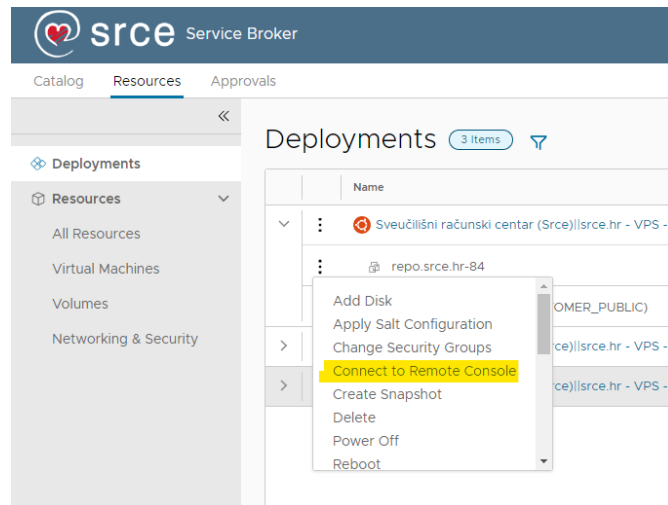 srce Service Broker
Catalog Resources Approvals
«
Deployments
Resources
All Resources
Virtual Machines
Volumes
Networking & Security
Deployments 3 Items
Name
Sveučilišni računski centar (Srce)||srce.hr - VPS -
repo.srce.hr-84
OMER_PUBLIC)
ce)||srce.hr - VPS -
rce)||srce.hr - VPS -
Add Disk
Apply Salt Configuration
Change Security Groups
Connect to Remote Console
Create Snapshot
Delete
Power Off
Reboot